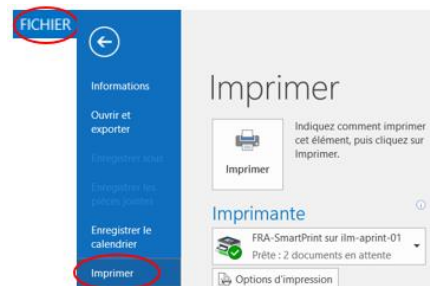 FICHIER
Informations
Ouvrir et
exporter
Enregistrer sous
Enregistrer les
pièces jointes
Enregistrer le
calendrier
Imprimer
Imprimer
Imprimer
Indiquez comment imprimer
cet élément, puis cliquez sur
Imprimer.
Imprimante
FRA-SmartPrint sur ilm-aprint-01
Prête : 2 documents en attente
Options d'impression